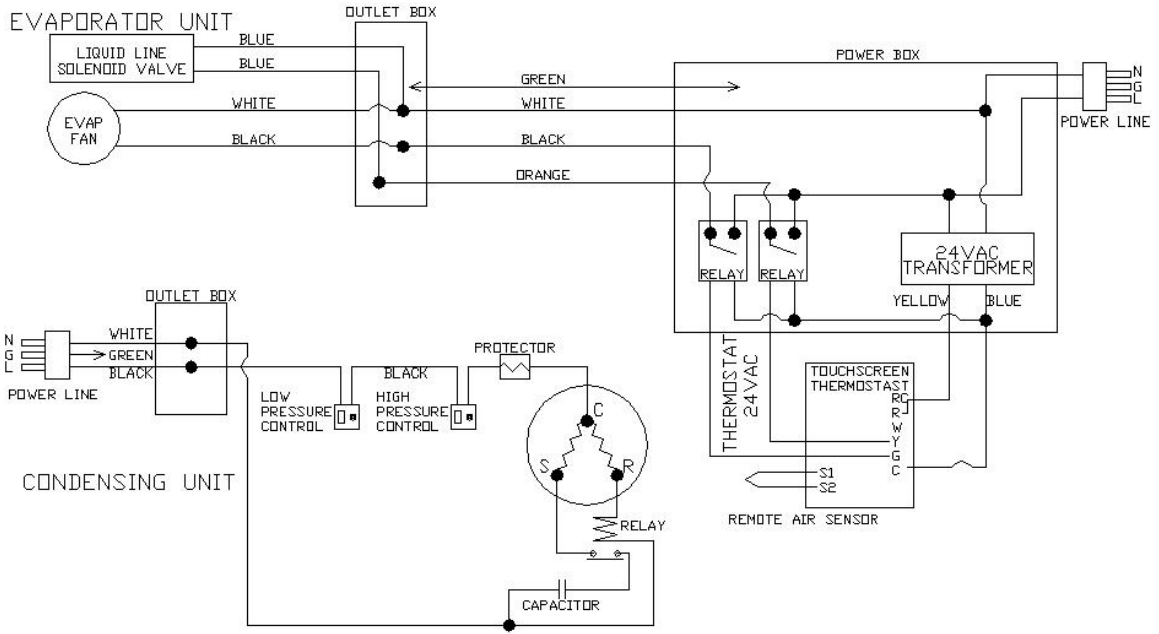 EVAPORATOR UNIT
OUTLET BOX
LIQUID LINE
SOLENOID VALVE
BLUE
BLUE
GREEN
POWER BOX
N
G
L
POWER LINE
EVAP
FAN
WHITE
WHITE
BLACK
BLACK
ORANGE
RELAY
RELAY
24VAC
TRANSFORMER
YELLOW
BLUE
OUTLET BOX
N
G
L
POWER LINE
WHITE
GREEN
BLACK
PROTECTOR
BLACK
LOW
PRESSURE
CONTROL
HIGH
PRESSURE
CONTROL
THERMOSTAT
24VAC
TOUCHSCREEN
THERMOSTAST
RC
R
W
Y
G
C
S1
S2
REMOTE AIR SENSOR
C
S
R
CONDENSING UNIT
RELAY
CAPACITOR